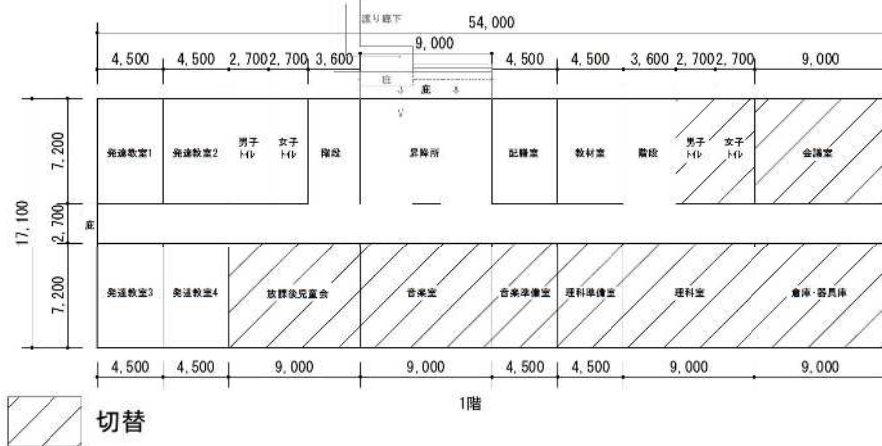 渡り廊下
54,000
9,000
4,500 4,500 2,700 2,700 3,600 4,500 4,500 3,600 2,700 2,700 9,000
庇
庇
発達教室1 発達教室2 男子トイレ 女子トイレ 階段 昇降所 配膳室 教材室 階段 男子トイレ 女子トイレ 会議室
7,200
17,100
2,700
庇
7,200
発達教室3 発達教室4 放課後児童会 音楽室 音楽準備室 理科準備室 理科室 倉庫・器具庫
4,500 4,500 9,000 9,000 4,500 4,500 9,000 9,000
1階
切替